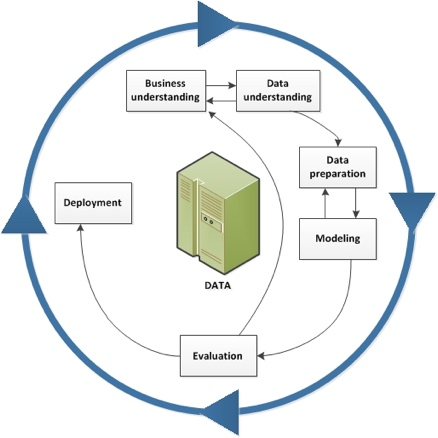 Business
understanding
Data
understanding
Data
preparation
Deployment
Modeling
DATA
Evaluation